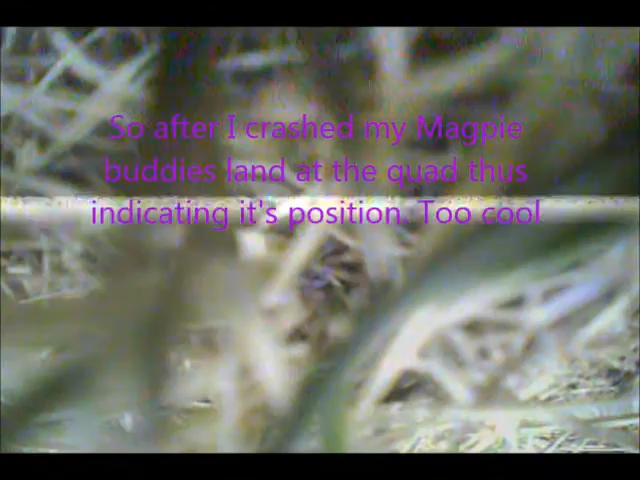 So after I crashed my Magpie
buddies land at the quad thus
indicating it's position. Too cool